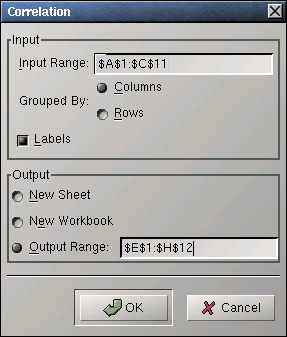 Correlation
Input
Input Range: $A$1:$C$11
Columns
Grouped By:
Rows
Labels
Output
New Sheet
New Workbook
Output Range: $E$1:$H$12
OK Cancel